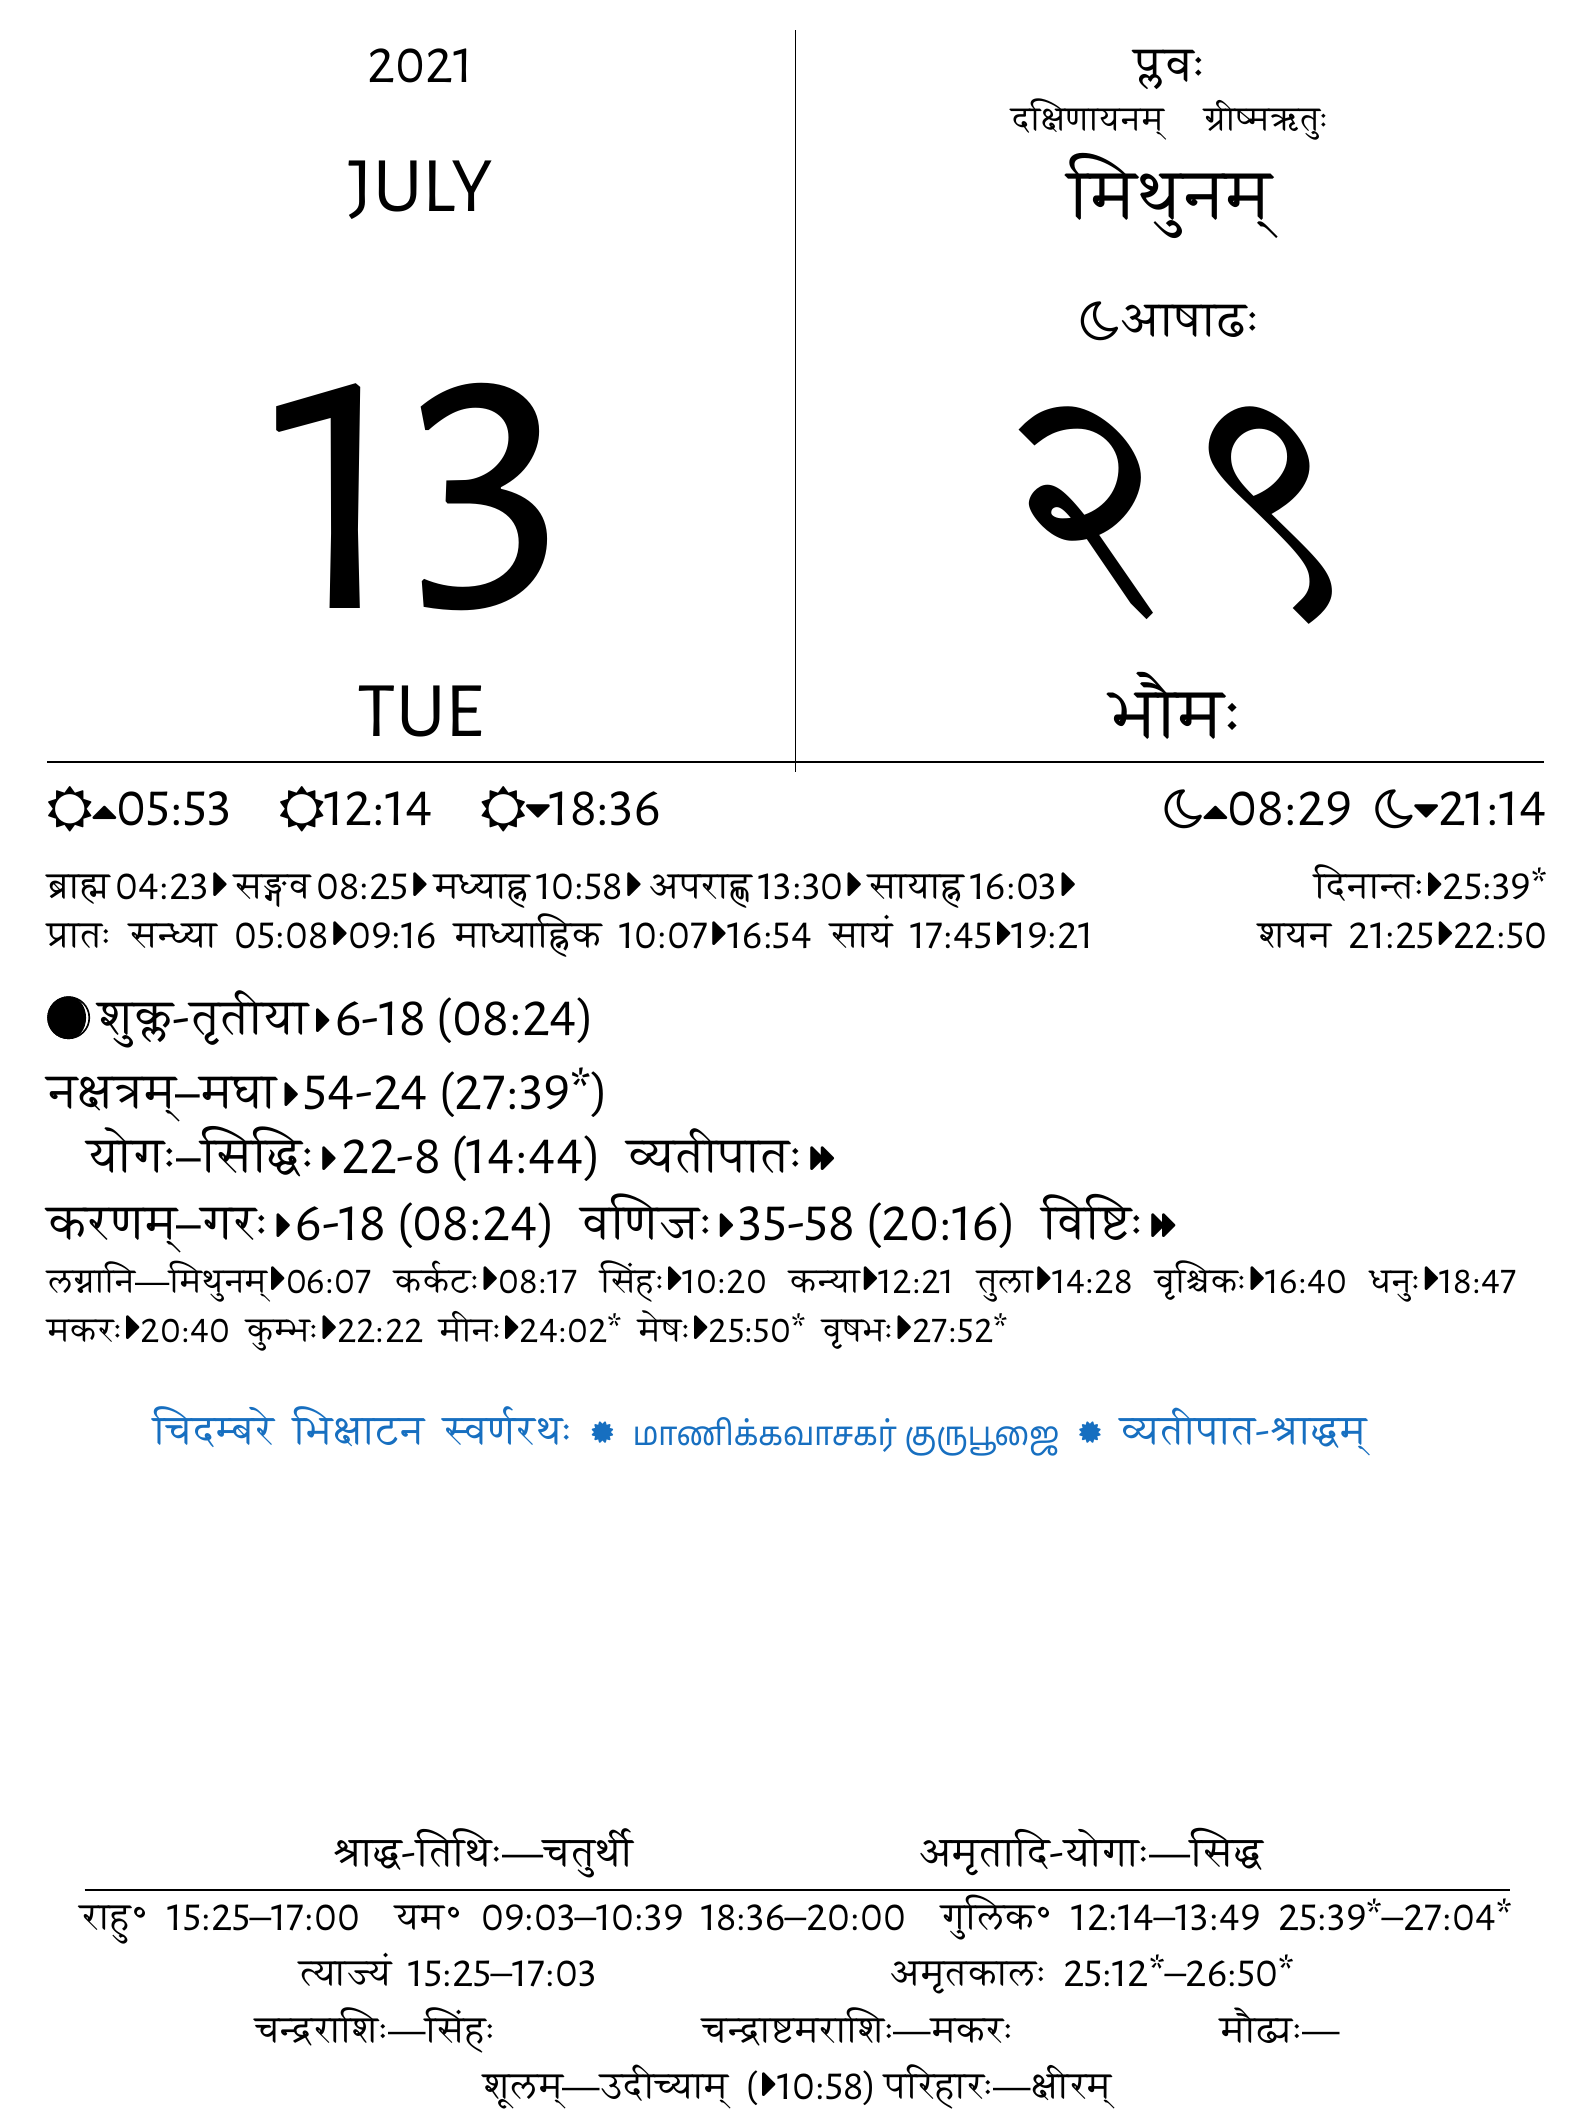 2021
JULY
13
TUE
प्लवः
दक्षिणायनम् ग्रीष्मऋतुः
मिथुनम्
आषाढः
२९
भौमः
05:53 12:14 18:36 08:29 21:14
ब्राह्म 04:23 सङ्गव 08:25 मध्याह्न 10:58 अपराह्ण 13:30 सायाह्न 16:03 दिनान्तः 25:39*
प्रातः सन्ध्या 05:08 09:16 माध्याह्निक 10:07 16:54 सायं 17:45 19:21 शयन 21:25 22:50
शुक्ल-तृतीया 6-18 (08:24)
नक्षत्रम्–मघा 54-24 (27:39*)
योगः–सिद्धिः 22-8 (14:44) व्यतीपातः
करणम्–गरः 6-18 (08:24) वणिजः 35-58 (20:16) विष्टिः
लग्नानि—मिथुनम् 06:07 कर्कटः 08:17 सिंहः 10:20 कन्या 12:21 तुला 14:28 वृश्चिकः 16:40 धनुः 18:47
मकरः 20:40 कुम्भः 22:22 मीनः 24:02* मेषः 25:50* वृषभः 27:52*
चिदम्बरे भिक्षाटन स्वर्णरथः ✹ மாணிக்கவாசகர் குருபூஜை ✹ व्यतीपात-श्राद्धम्
श्राद्ध-तिथिः—चतुर्थी अमृतादि-योगाः—सिद्ध
राहु॰ 15:25–17:00 यम॰ 09:03–10:39 18:36–20:00 गुलिक॰ 12:14–13:49 25:39*–27:04*
त्याज्यं 15:25–17:03 अमृतकालः 25:12*–26:50*
चन्द्रराशिः—सिंहः चन्द्राष्टमराशिः—मकरः मौढ्यः—
शूलम्—उदीच्याम् (10:58) परिहारः—क्षीरम्